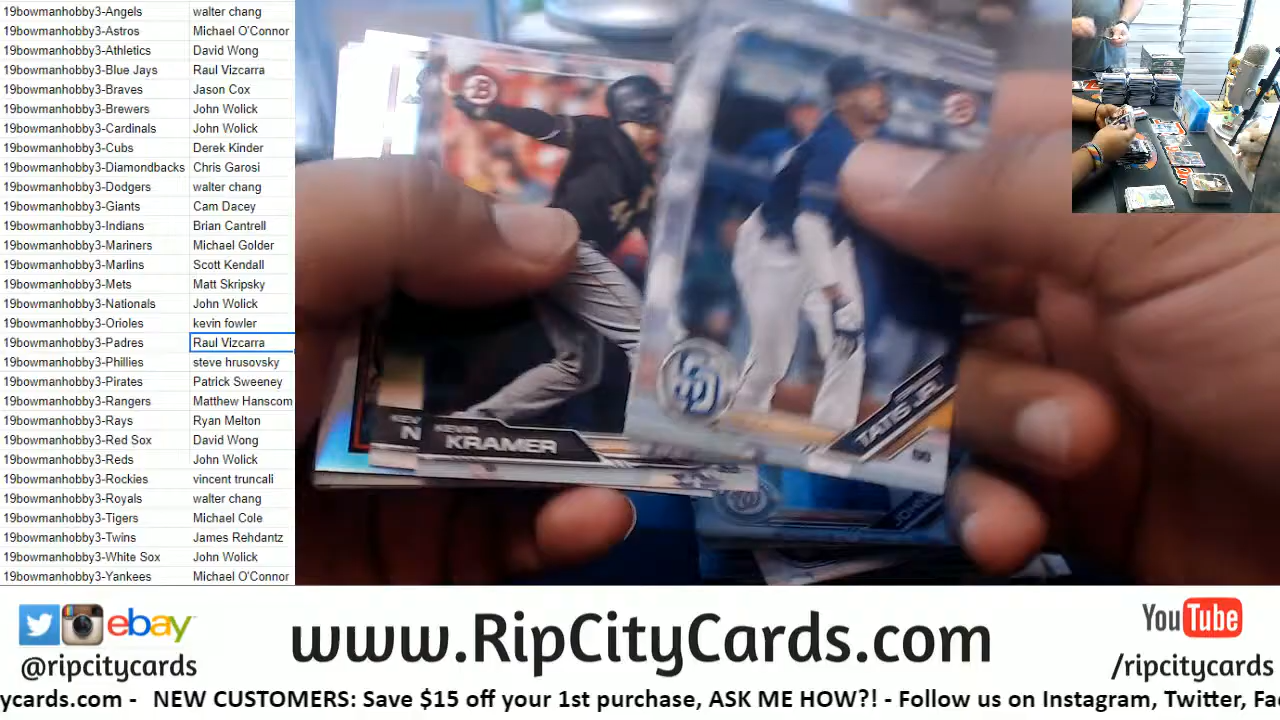 19bowmanhobby3-Angels walter chang
19bowmanhobby3-Astros Michael O'Connor
19bowmanhobby3-Athletics David Wong
19bowmanhobby3-Blue Jays Raul Vizcarra
19bowmanhobby3-Braves Jason Cox
19bowmanhobby3-Brewers John Wolick
19bowmanhobby3-Cardinals John Wolick
19bowmanhobby3-Cubs Derek Kinder
19bowmanhobby3-Diamondbacks Chris Garosi
19bowmanhobby3-Dodgers walter chang
19bowmanhobby3-Giants Cam Dacey
19bowmanhobby3-Indians Brian Cantrell
19bowmanhobby3-Mariners Michael Golder
19bowmanhobby3-Marlins Scott Kendall
19bowmanhobby3-Mets Matt Skripsky
19bowmanhobby3-Nationals John Wolick
19bowmanhobby3-Orioles kevin fowler
19bowmanhobby3-Padres Raul Vizcarra
19bowmanhobby3-Phillies steve hrusovsky
19bowmanhobby3-Pirates Patrick Sweeney
19bowmanhobby3-Rangers Matthew Hanscom
19bowmanhobby3-Rays Ryan Melton
19bowmanhobby3-Red Sox David Wong
19bowmanhobby3-Reds John Wolick
19bowmanhobby3-Rockies vincent truncali
19bowmanhobby3-Royals walter chang
19bowmanhobby3-Tigers Michael Cole
19bowmanhobby3-Twins James Rehdantz
19bowmanhobby3-White Sox John Wolick
19bowmanhobby3-Yankees Michael O'Connor
B
SD
TATIS JR.
KEV
N
KEVIN
KRAMER
ebay
@ripcitycards
www.RipCityCards.com
YouTube
/ripcitycards
ycards.com - NEW CUSTOMERS: Save $15 off your 1st purchase, ASK ME HOW?! - Follow us on Instagram, Twitter, Fa